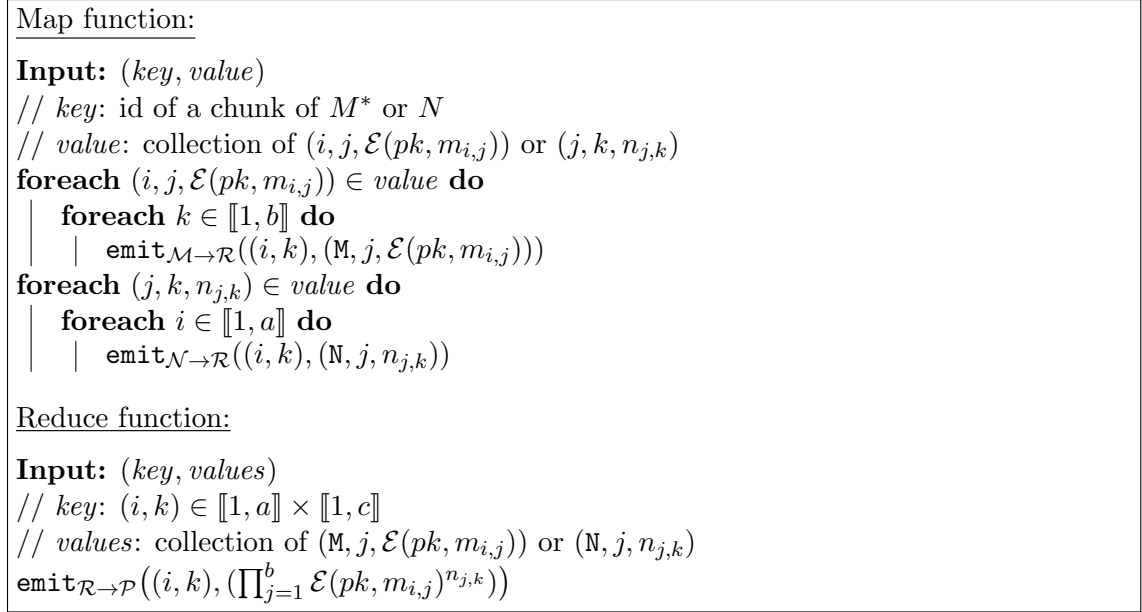 Map function:
Input: (key, value)
// key: id of a chunk of M* or N
// value: collection of (i, j, ℰ(pk, m_{i,j})) or (j, k, n_{j,k})
foreach (i, j, ℰ(pk, m_{i,j})) ∈ value do
foreach k ∈ ⟦1, b⟧ do
emit_{ℳ→ℛ}((i, k), (M, j, ℰ(pk, m_{i,j})))
foreach (j, k, n_{j,k}) ∈ value do
foreach i ∈ ⟦1, a⟧ do
emit_{𝒩→ℛ}((i, k), (N, j, n_{j,k}))
Reduce function:
Input: (key, values)
// key: (i, k) ∈ ⟦1, a⟧ × ⟦1, c⟧
// values: collection of (M, j, ℰ(pk, m_{i,j})) or (N, j, n_{j,k})
emit_{ℛ→𝒫}((i, k), (∏_{j=1}^{b} ℰ(pk, m_{i,j})^{n_{j,k}}))